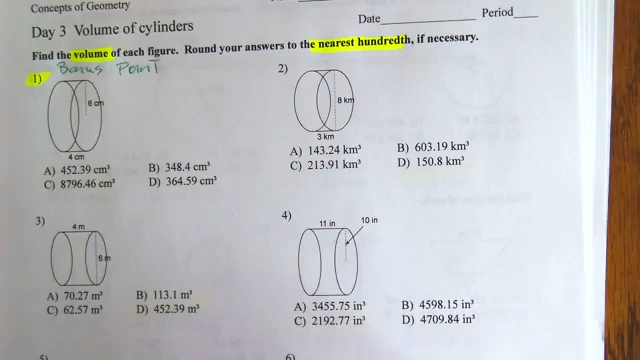 Concepts of Geometry
Date____________ Period____
Day 3 Volume of cylinders
Find the volume of each figure. Round your answers to the nearest hundredth, if necessary.
Bonus Point
1)
6 cm
4 cm
A) 452.39 cm³ B) 348.4 cm³
C) 8796.46 cm³ D) 364.59 cm³
2)
8 km
3 km
A) 143.24 km³ B) 603.19 km³
C) 213.91 km³ D) 150.8 km³
3)
4 m
6 m
A) 70.27 m³ B) 113.1 m³
C) 62.57 m³ D) 452.39 m³
4)
11 in 10 in
A) 3455.75 in³ B) 4598.15 in³
C) 2192.77 in³ D) 4709.84 in³
5) 6)